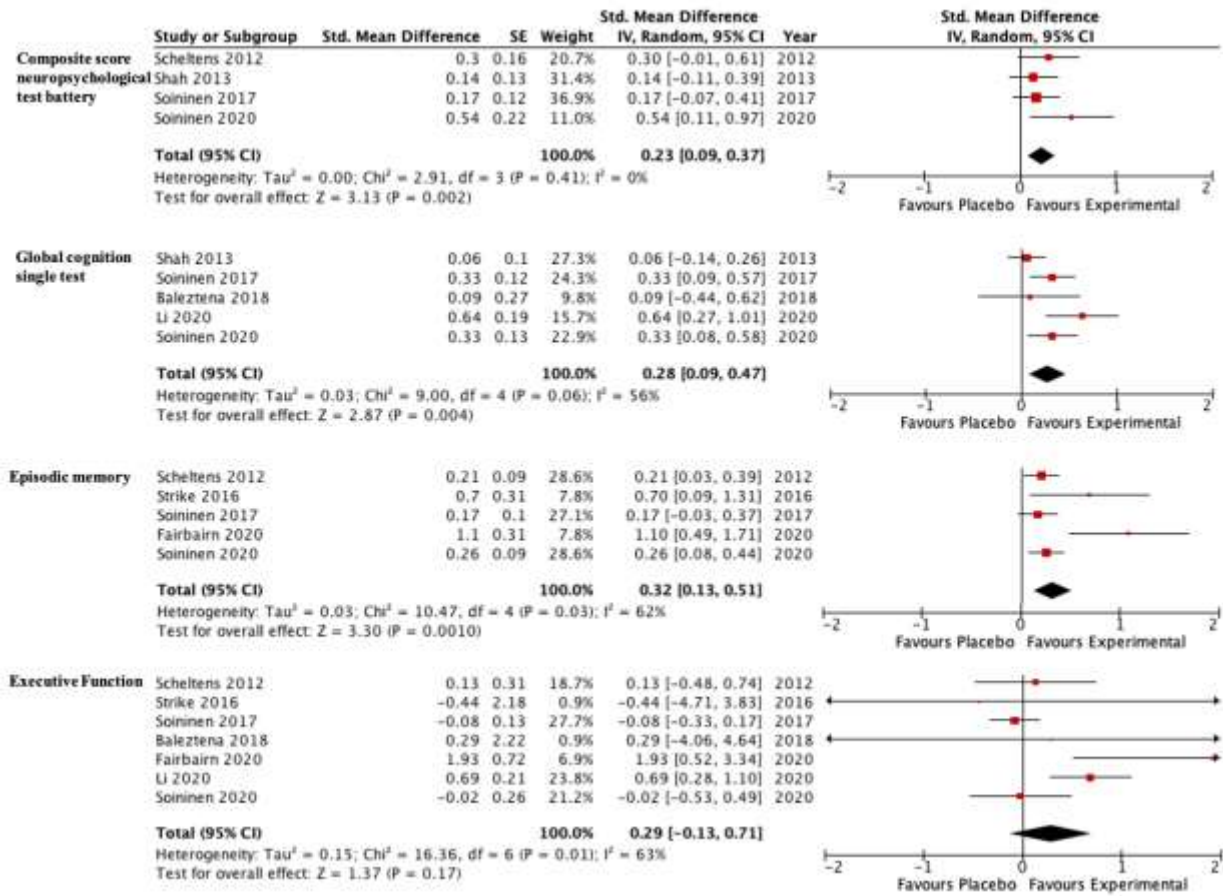 Std. Mean Difference Std. Mean Difference
Study or Subgroup Std. Mean Difference SE Weight IV, Random, 95% CI Year IV, Random, 95% CI
Composite score Scheltens 2012 0.3 0.16 20.7% 0.30 [-0.01, 0.61] 2012
neuropsychological Shah 2013 0.14 0.13 31.4% 0.14 [-0.11, 0.39] 2013
test battery Soininen 2017 0.17 0.12 36.9% 0.17 [-0.07, 0.41] 2017
Soininen 2020 0.54 0.22 11.0% 0.54 [0.11, 0.97] 2020
Total (95% CI) 100.0% 0.23 [0.09, 0.37]
Heterogeneity: Tau² = 0.00; Chi² = 2.91, df = 3 (P = 0.41); I² = 0%
Test for overall effect: Z = 3.13 (P = 0.002)
-2 -1 0 1 2
Favours Placebo Favours Experimental
Global cognition Shah 2013 0.06 0.1 27.3% 0.06 [-0.14, 0.26] 2013
single test Soininen 2017 0.33 0.12 24.3% 0.33 [0.09, 0.57] 2017
Baleztena 2018 0.09 0.27 9.8% 0.09 [-0.44, 0.62] 2018
Li 2020 0.64 0.19 15.7% 0.64 [0.27, 1.01] 2020
Soininen 2020 0.33 0.13 22.9% 0.33 [0.08, 0.58] 2020
Total (95% CI) 100.0% 0.28 [0.09, 0.47]
Heterogeneity: Tau² = 0.03; Chi² = 9.00, df = 4 (P = 0.06); I² = 56%
Test for overall effect: Z = 2.87 (P = 0.004)
-2 -1 0 1 2
Favours Placebo Favours Experimental
Episodic memory Scheltens 2012 0.21 0.09 28.6% 0.21 [0.03, 0.39] 2012
Strike 2016 0.7 0.31 7.8% 0.70 [0.09, 1.31] 2016
Soininen 2017 0.17 0.1 27.1% 0.17 [-0.03, 0.37] 2017
Fairbairn 2020 1.1 0.31 7.8% 1.10 [0.49, 1.71] 2020
Soininen 2020 0.26 0.09 28.6% 0.26 [0.08, 0.44] 2020
Total (95% CI) 100.0% 0.32 [0.13, 0.51]
Heterogeneity: Tau² = 0.03; Chi² = 10.47, df = 4 (P = 0.03); I² = 62%
Test for overall effect: Z = 3.30 (P = 0.0010)
-2 -1 0 1 2
Favours Placebo Favours Experimental
Executive Function Scheltens 2012 0.13 0.31 18.7% 0.13 [-0.48, 0.74] 2012
Strike 2016 -0.44 2.18 0.9% -0.44 [-4.71, 3.83] 2016
Soininen 2017 -0.08 0.13 27.7% -0.08 [-0.33, 0.17] 2017
Baleztena 2018 0.29 2.22 0.9% 0.29 [-4.06, 4.64] 2018
Fairbairn 2020 1.93 0.72 6.9% 1.93 [0.52, 3.34] 2020
Li 2020 0.69 0.21 23.8% 0.69 [0.28, 1.10] 2020
Soininen 2020 -0.02 0.26 21.2% -0.02 [-0.53, 0.49] 2020
Total (95% CI) 100.0% 0.29 [-0.13, 0.71]
Heterogeneity: Tau² = 0.15; Chi² = 16.36, df = 6 (P = 0.01); I² = 63%
Test for overall effect: Z = 1.37 (P = 0.17)
-2 -1 0 1 2
Favours Placebo Favours Experimental